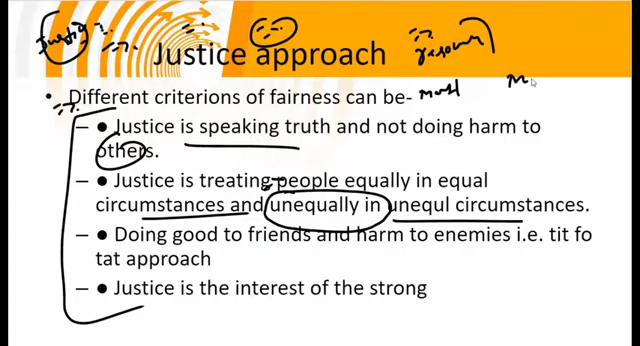 Justice
Justice approach
resource
• Different criterions of fairness can be-
– ● Justice is speaking truth and not doing harm to
others.
– ● Justice is treating people equally in equal
circumstances and unequally in unequl circumstances.
– ● Doing good to friends and harm to enemies i.e. tit fo
tat approach
– ● Justice is the interest of the strong